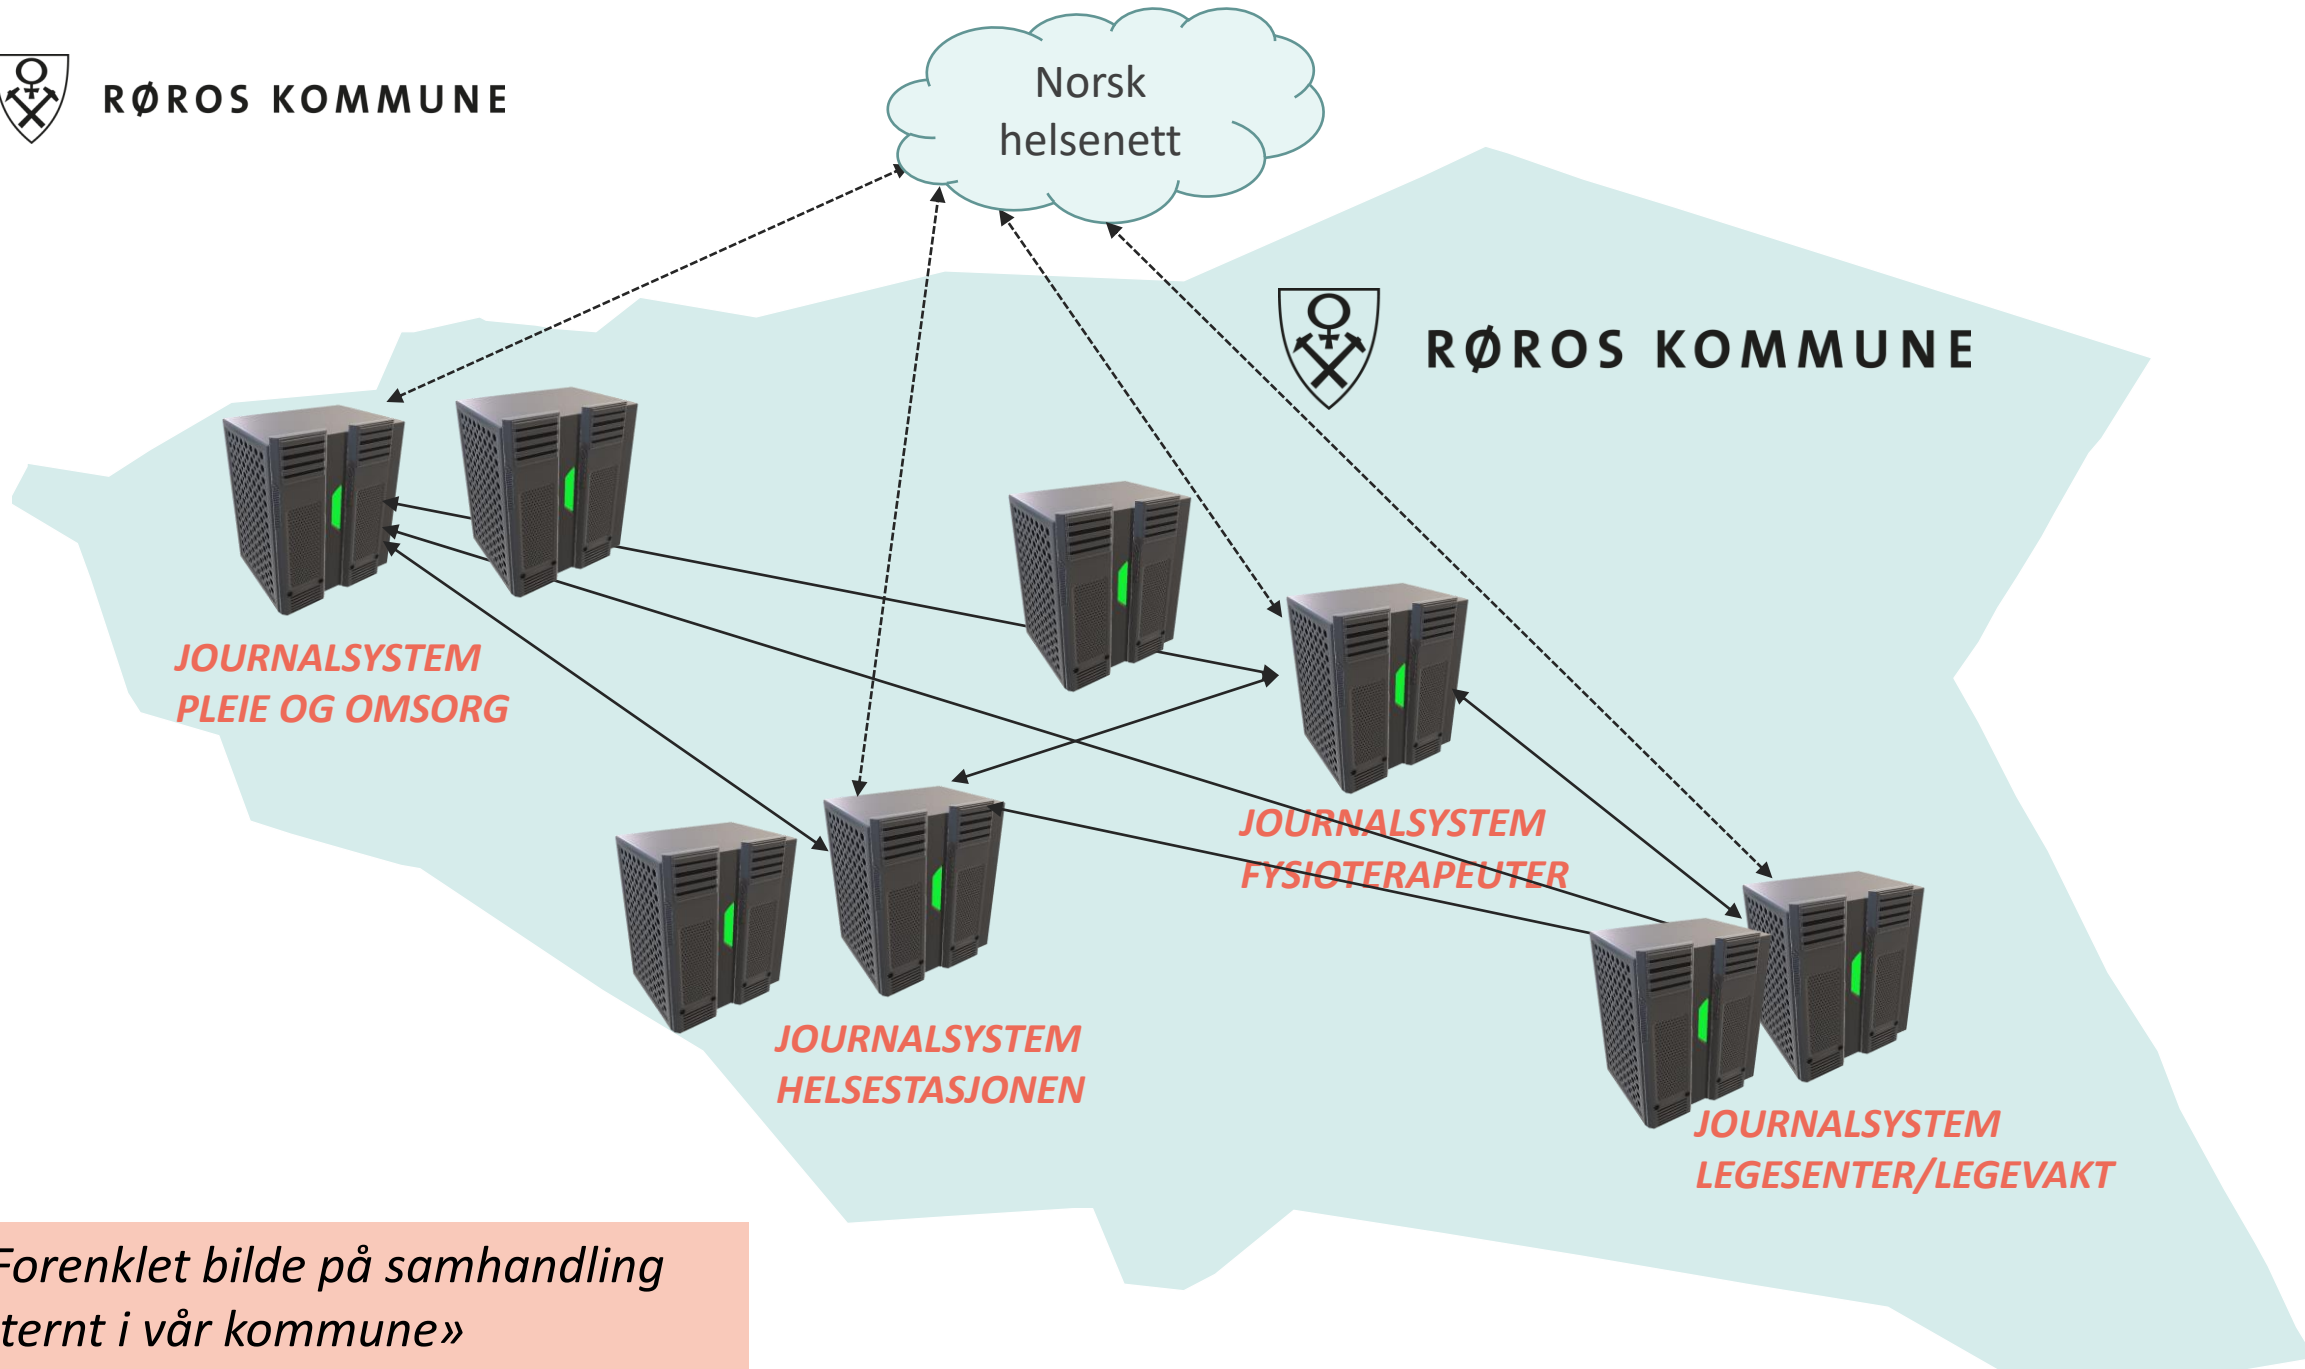 RØROS KOMMUNE
Norsk
helsenett
RØROS KOMMUNE
JOURNALSYSTEM
PLEIE OG OMSORG
JOURNALSYSTEM
FYSIOTERAPEUTER
JOURNALSYSTEM
HELSESTASJONEN
JOURNALSYSTEM
LEGESENTER/LEGEVAKT
Forenklet bilde på samhandling
ternt i vår kommune»